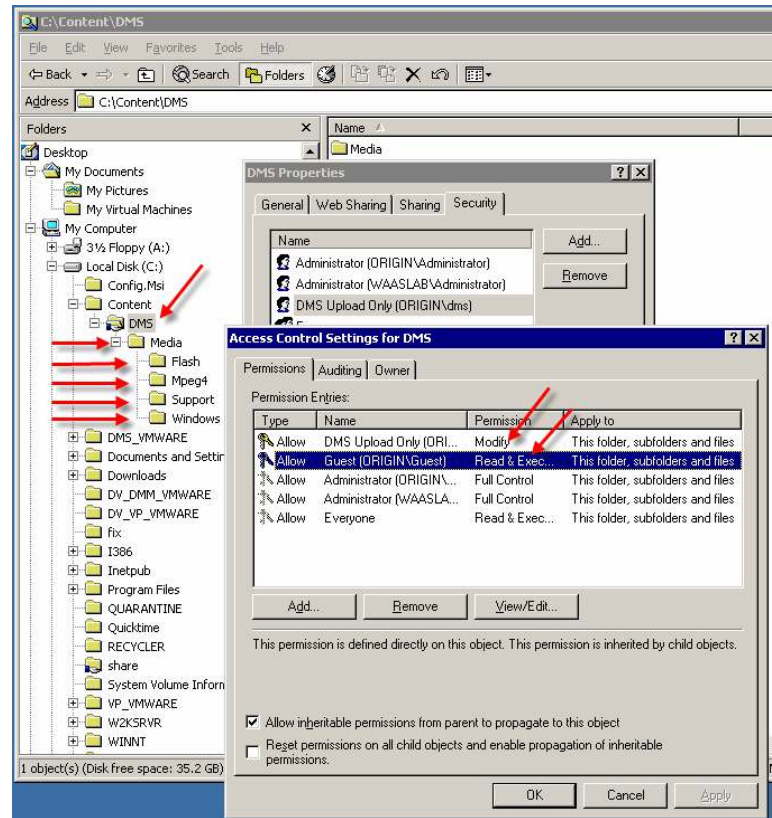 C:\Content\DMS
File Edit View Favorites Tools Help
Back Search Folders
Address C:\Content\DMS
Folders
Name
Desktop
My Documents
My Pictures
My Virtual Machines
My Computer
3½ Floppy (A:)
Local Disk (C:)
Config.Msi
Content
DMS
Media
Flash
Mpeg4
Support
Windows
DMS_VMWARE
Documents and Settin
Downloads
DV_DMM_VMWARE
DV_VP_VMWARE
fix
I386
Inetpub
Program Files
QUARANTINE
Quicktime
RECYCLER
share
System Volume Inform
VP_VMWARE
W2KSRVR
WINNT
1 object(s) (Disk free space: 35.2 GB)
Media
DMS Properties
General Web Sharing Sharing Security
Name
Add...
Remove
Administrator (ORIGIN\Administrator)
Administrator (WAASLAB\Administrator)
DMS Upload Only (ORIGIN\dms)
Access Control Settings for DMS
Permissions Auditing Owner
Permission Entries:
Type Name Permission Apply to
Allow DMS Upload Only (ORI... Modify This folder, subfolders and files
Allow Guest (ORIGIN\Guest) Read & Exec... This folder, subfolders and files
Allow Administrator (ORIGIN\... Full Control This folder, subfolders and files
Allow Administrator (WAASLA... Full Control This folder, subfolders and files
Allow Everyone Read & Exec... This folder, subfolders and files
Add... Remove View/Edit...
This permission is defined directly on this object. This permission is inherited by child objects.
Allow inheritable permissions from parent to propagate to this object
Reset permissions on all child objects and enable propagation of inheritable
permissions.
OK Cancel Apply